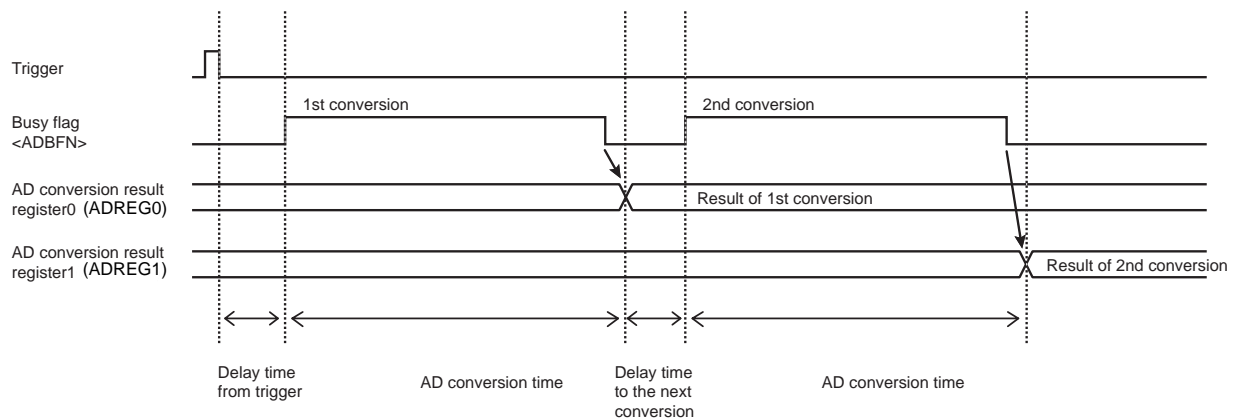 Trigger
1st conversion
2nd conversion
Busy flag
<ADBFN>
AD conversion result
register0 (ADREG0)
Result of 1st conversion
AD conversion result
register1 (ADREG1)
Result of 2nd conversion
Delay time
from trigger
AD conversion time
Delay time
to the next
conversion
AD conversion time